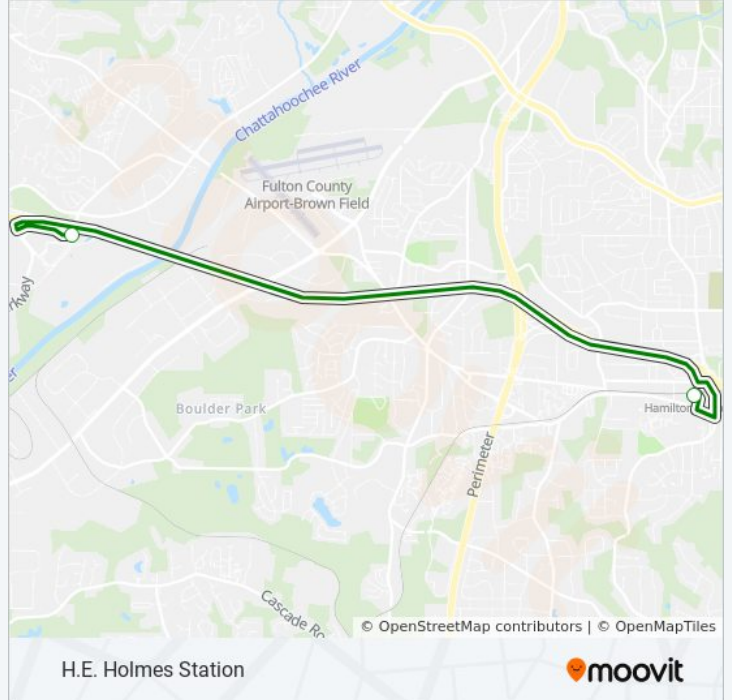 Chattahoochee River
Fulton County
Airport-Brown Field
rkway
er
Boulder Park
Hamilton
Perimeter
Cascade Ro
© OpenStreetMap contributors | © OpenMapTiles
H.E. Holmes Station
moovit